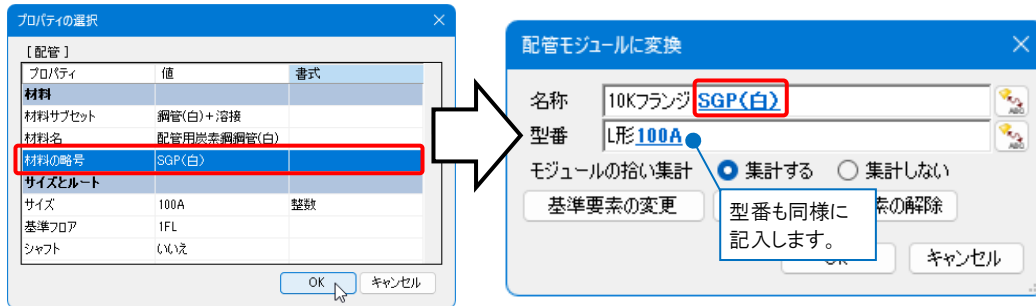 プロパティの選択
[配管]
プロパティ 値 書式
材料
材料サブセット 鋼管(白)+溶接
材料名 配管用炭素鋼鋼管(白)
材料の略号 SGP(白)
サイズとルート
サイズ 100A 整数
基準フロア 1FL
シャフト いいえ
OK キャンセル
配管モジュールに変換
名称 10Kフランジ SGP(白)
型番 L形100A
モジュールの拾い集計 集計する 集計しない
基準要素の変更 素の解除
型番も同様に
記入します。
キャンセル